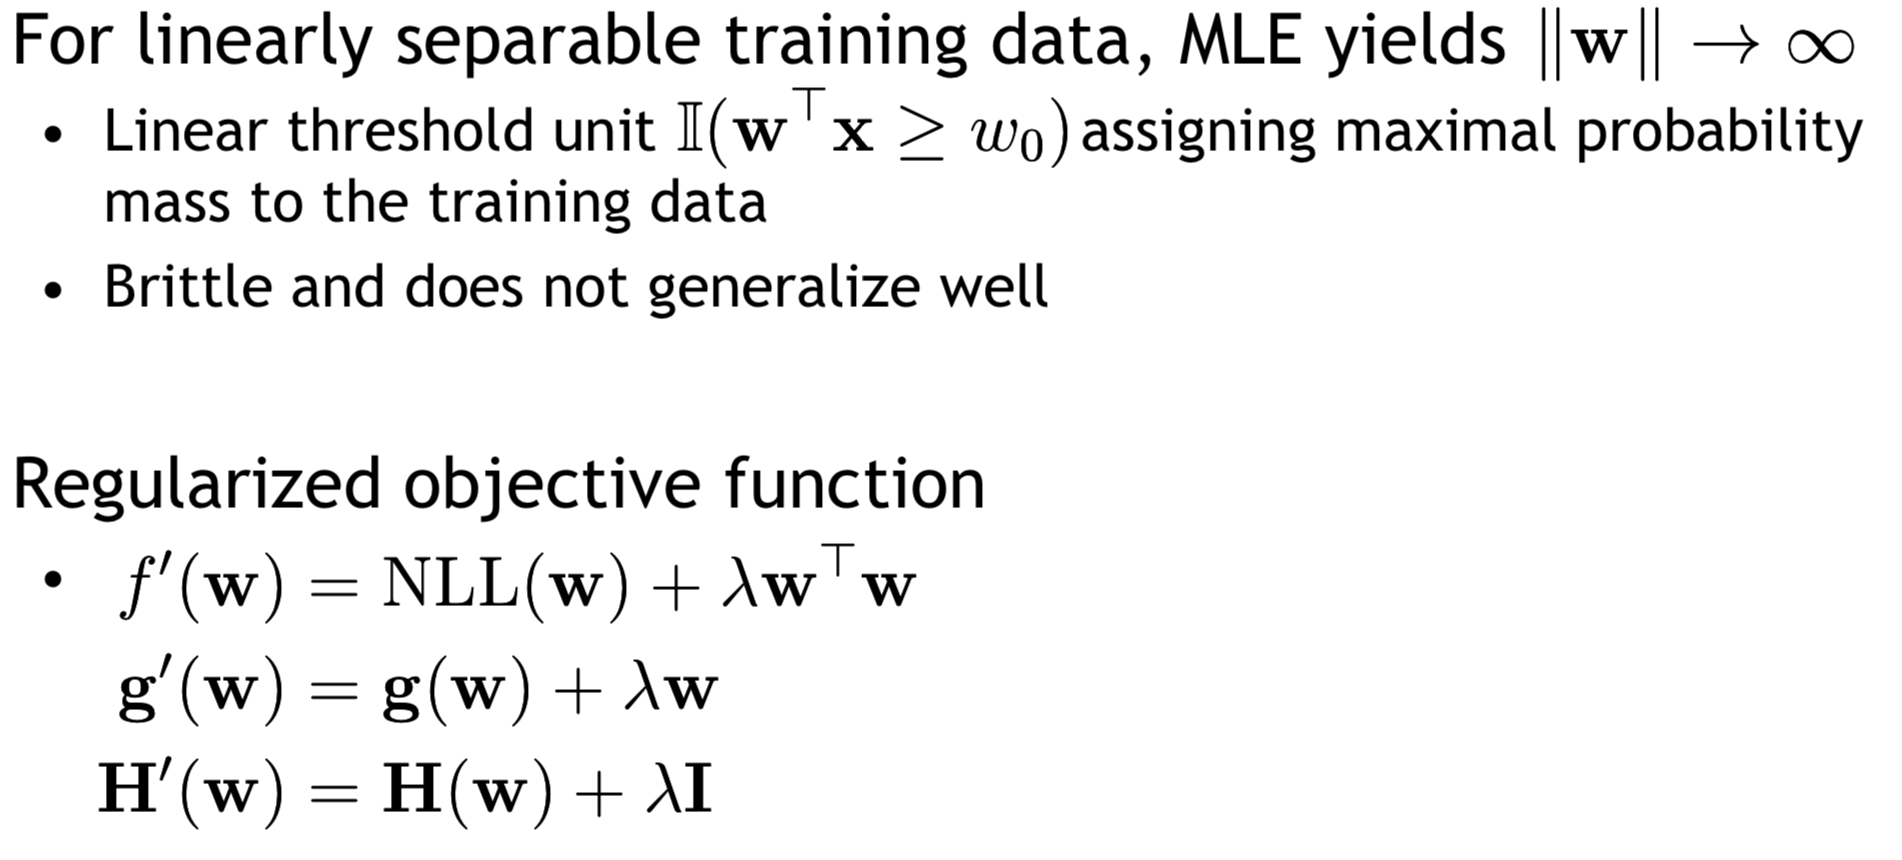 For linearly separable training data, MLE yields ‖w‖ → ∞
• Linear threshold unit 𝕀(w⊤x ≥ w₀) assigning maximal probability
mass to the training data
• Brittle and does not generalize well
Regularized objective function
• f′(w) = NLL(w) + λw⊤w
g′(w) = g(w) + λw
H′(w) = H(w) + λI